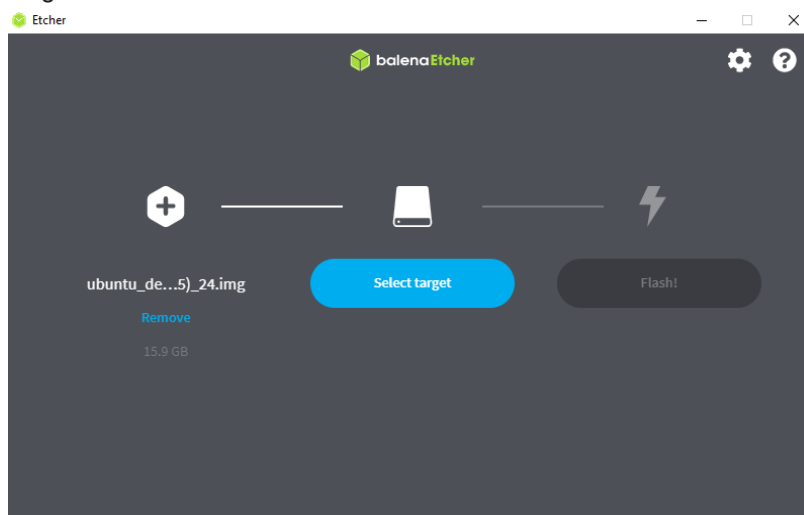 Etcher
balenaEtcher
ubuntu_de...5)_24.img
Select target
Flash!
Remove
15.9 GB